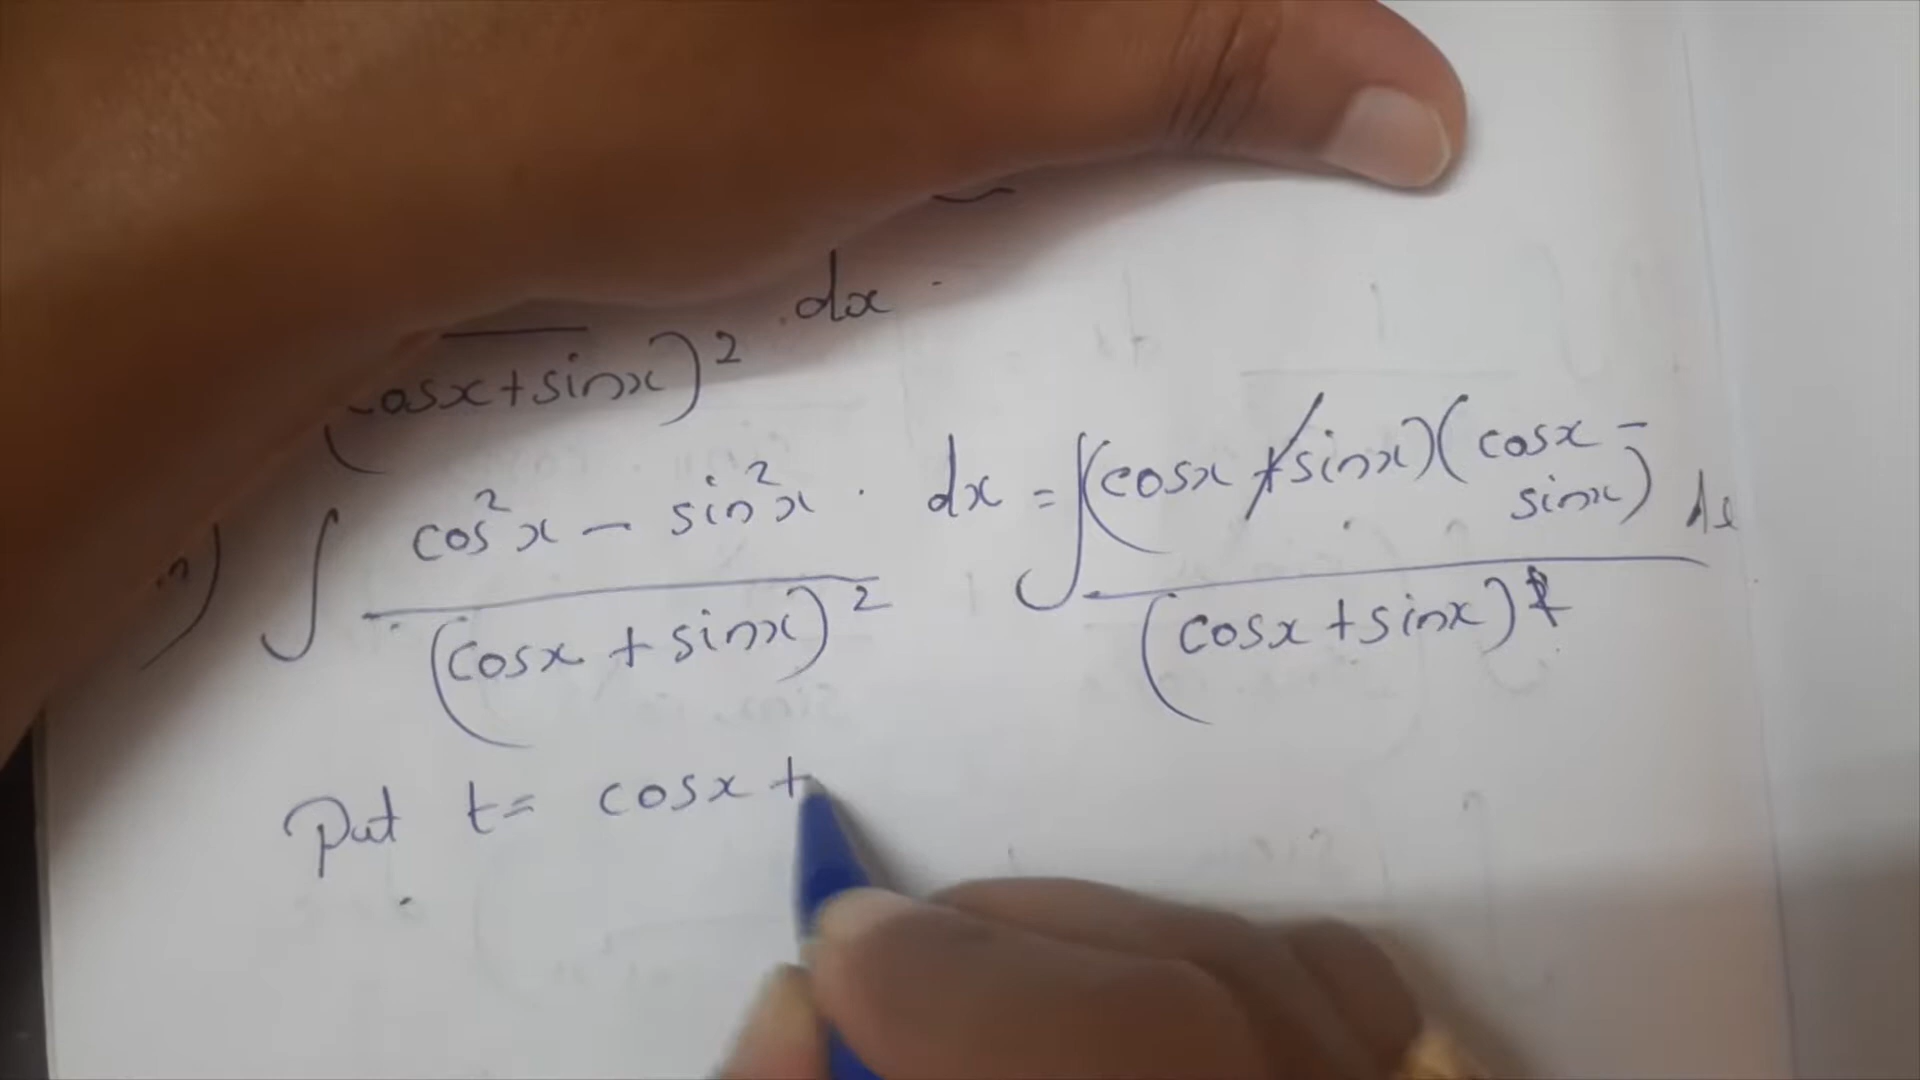 (cosx+sinx)² .dx
∫ cos²x − sin²x . dx = ∫ (cosx + sinx)(cosx − sinx) dx
(cosx + sinx)² (cosx + sinx)²
Put t = cosx +